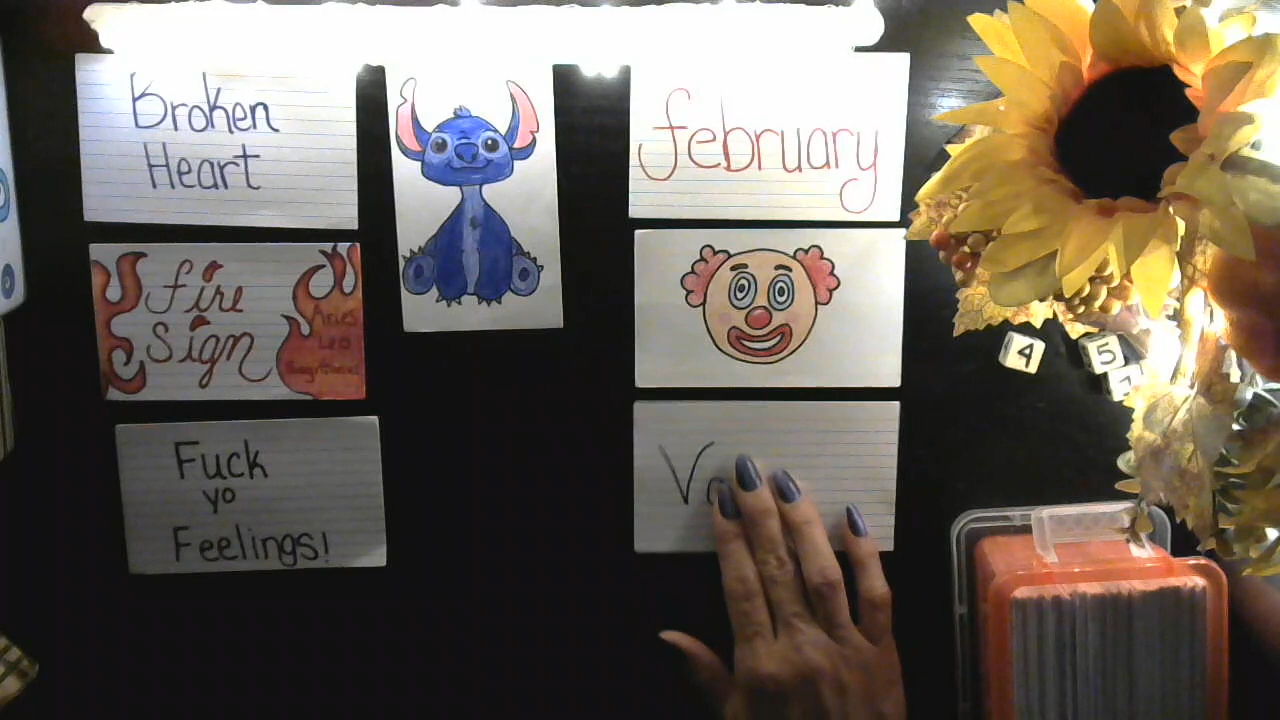 Broken
Heart
february
fire
Sign
Aries
Leo
Sagittarius
Fuck
yo
Feelings!
4
5